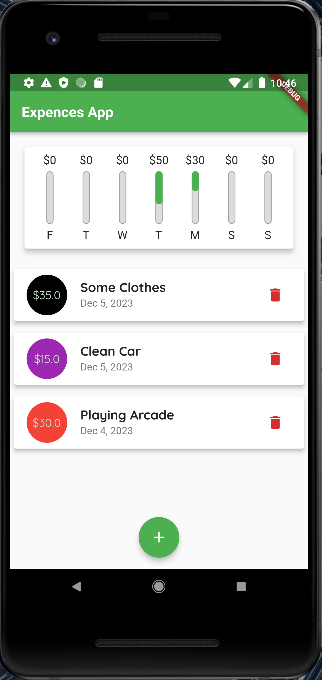 10:46
DEBUG
Expences App
$0 $0 $0 $50 $30 $0 $0
F T W T M S S
$35.0 Some Clothes
Dec 5, 2023
$15.0 Clean Car
Dec 5, 2023
$30.0 Playing Arcade
Dec 4, 2023
+